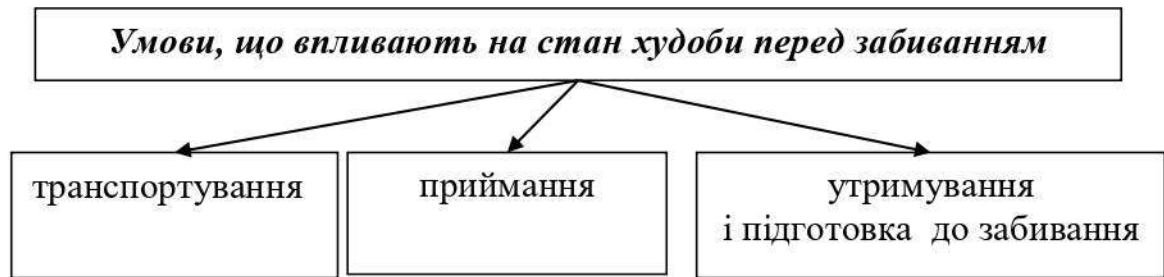 Умови, що впливають на стан худоби перед забиванням
транспортування
приймання
утримування
і підготовка до забивання